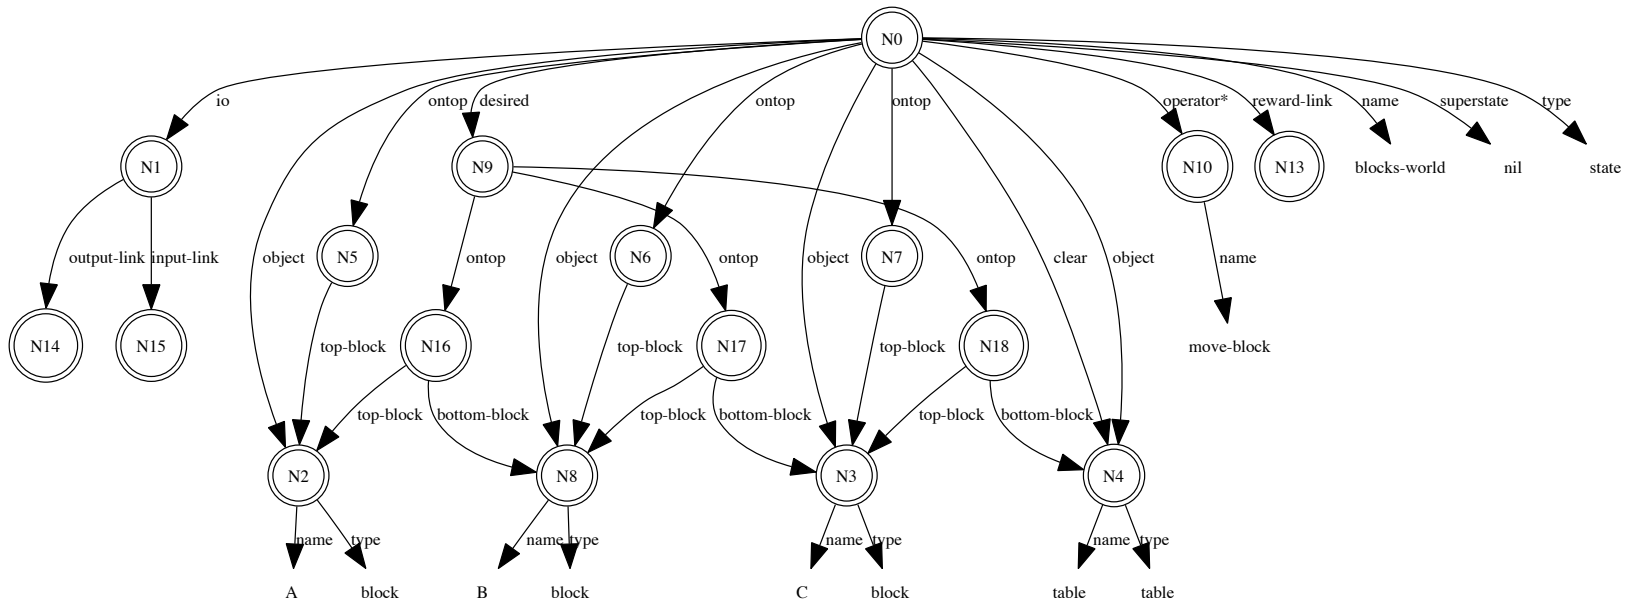 N0
io
ontop
desired
ontop
ontop
operator*
reward-link
name
superstate
type
N1
N9
N10
N13
blocks-world
nil
state
output-link
input-link
object
N5
ontop
object
N6
ontop
object
N7
ontop
clear
object
name
N14
N15
top-block
N16
top-block
N17
top-block
N18
move-block
top-block
bottom-block
top-block
bottom-block
top-block
bottom-block
N2
N8
N3
N4
name
type
name
type
name
type
name
type
A
block
B
block
C
block
table
table